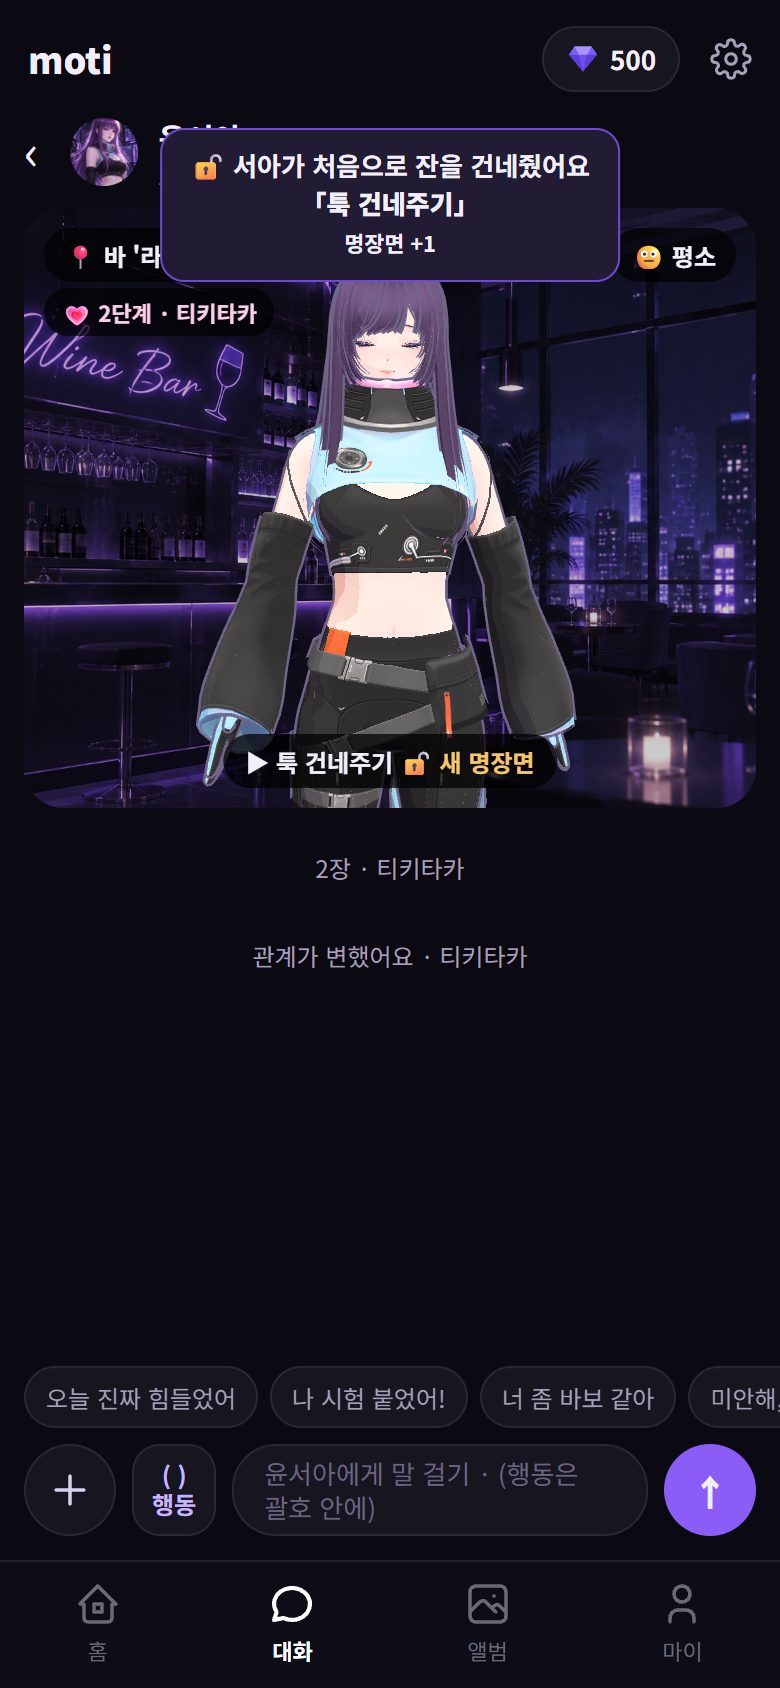 moti
500
🔓 서아가 처음으로 잔을 건네줬어요
「툭 건네주기」
명장면 +1
바 '라
평소
2단계 · 티키타카
Wine Bar
▶ 툭 건네주기 🔓 새 명장면
2장 · 티키타카
관계가 변했어요 · 티키타카
오늘 진짜 힘들었어
나 시험 붙었어!
너 좀 바보 같아
미안해,
( )
행동
윤서아에게 말 걸기 · (행동은
괄호 안에)
홈
대화
앨범
마이